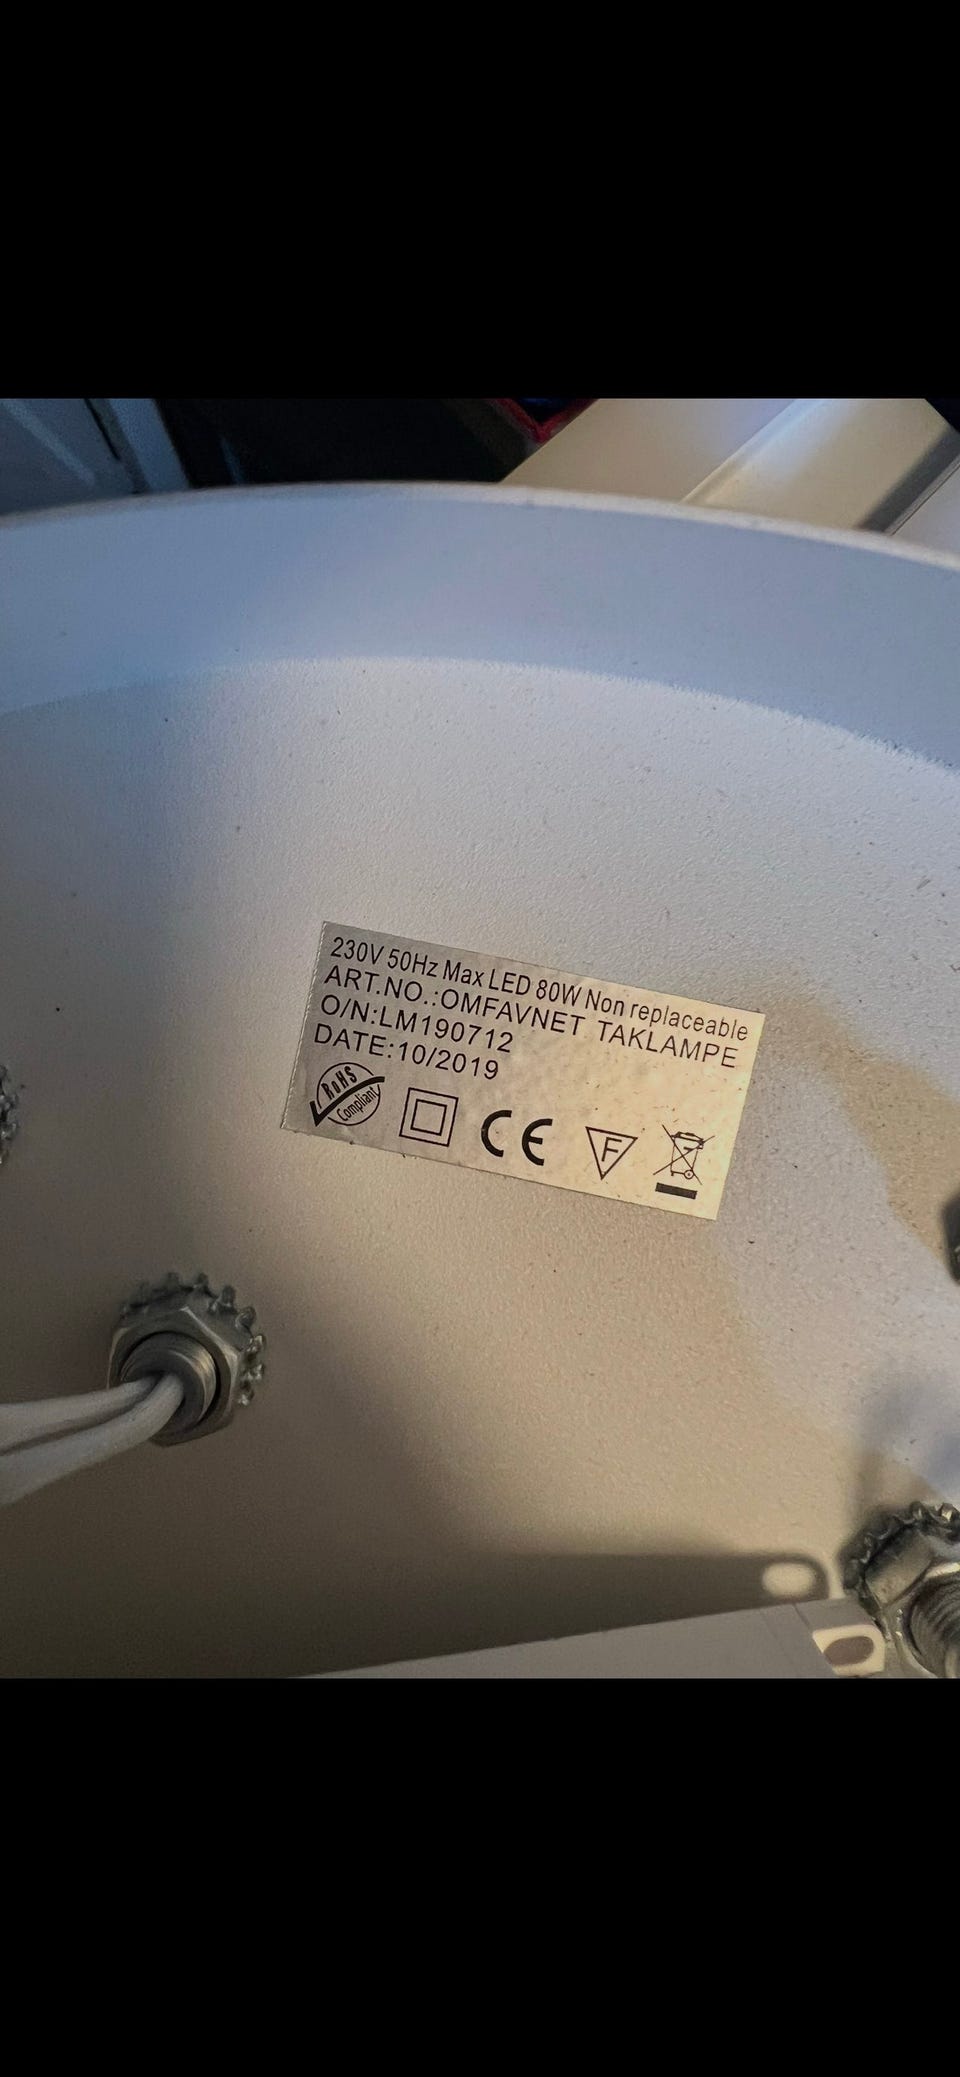 230V 50Hz Max LED 80W Non replaceable
ART.NO.:OMFAVNET TAKLAMPE
O/N:LM190712
DATE:10/2019
RoHS
Compliant
CE
F